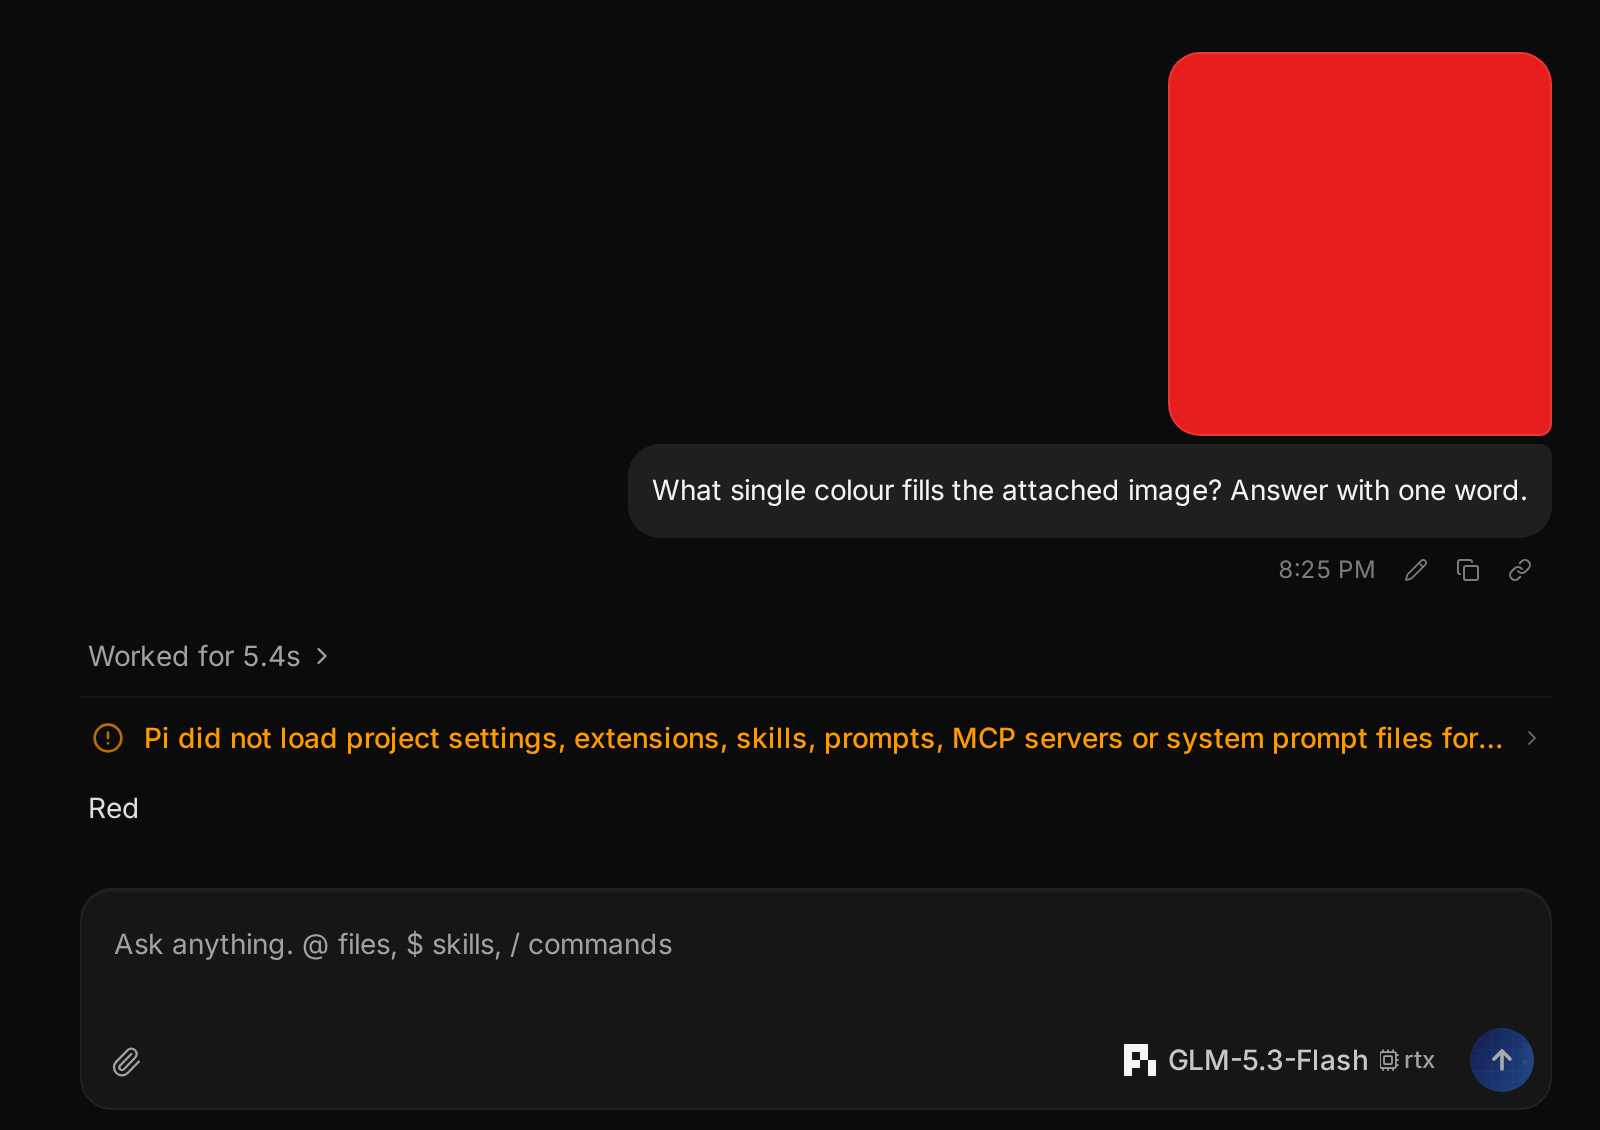 What single colour fills the attached image? Answer with one word.
8:25 PM
Worked for 5.4s
Pi did not load project settings, extensions, skills, prompts, MCP servers or system prompt files for...
Red
Ask anything. @ files, $ skills, / commands
GLM-5.3-Flash rtx